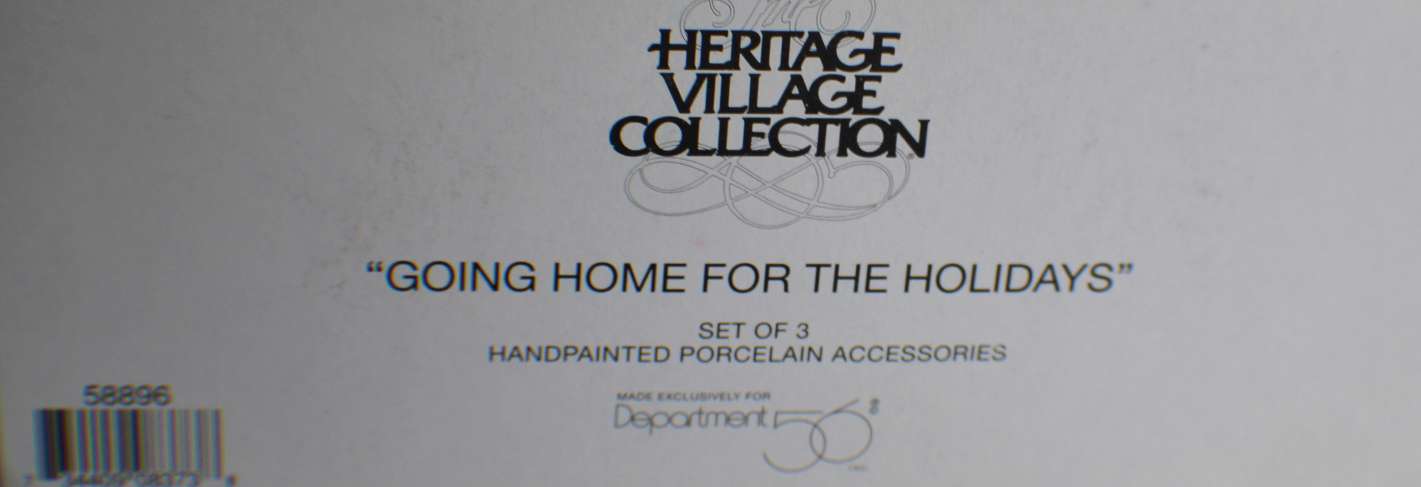 The
HERITAGE
VILLAGE
COLLECTION®
“GOING HOME FOR THE HOLIDAYS”
SET OF 3
HANDPAINTED PORCELAIN ACCESSORIES
58896
MADE EXCLUSIVELY FOR
Department 56®